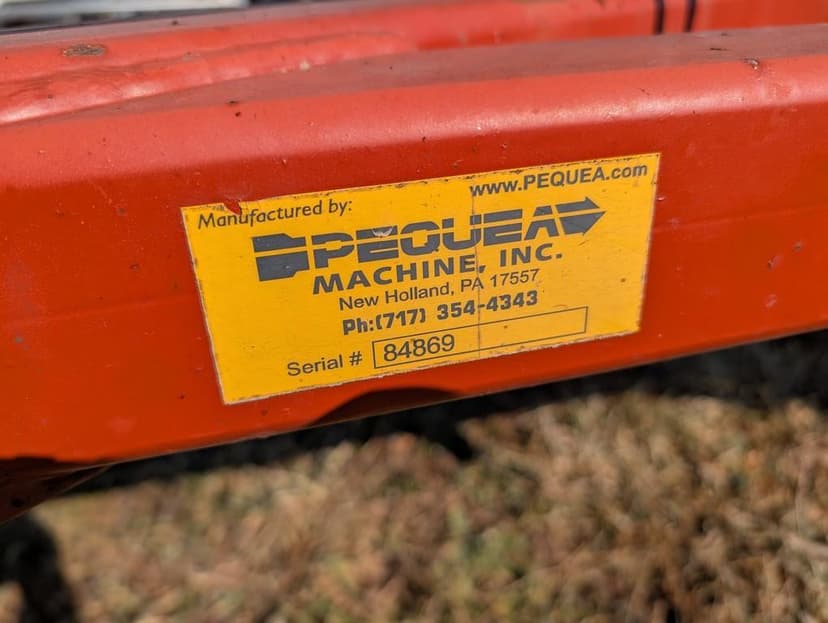 www.PEQUEA.com
Manufactured by:
PEQUEA
MACHINE, INC.
New Holland, PA 17557
Ph:(717) 354-4343
Serial # 84869